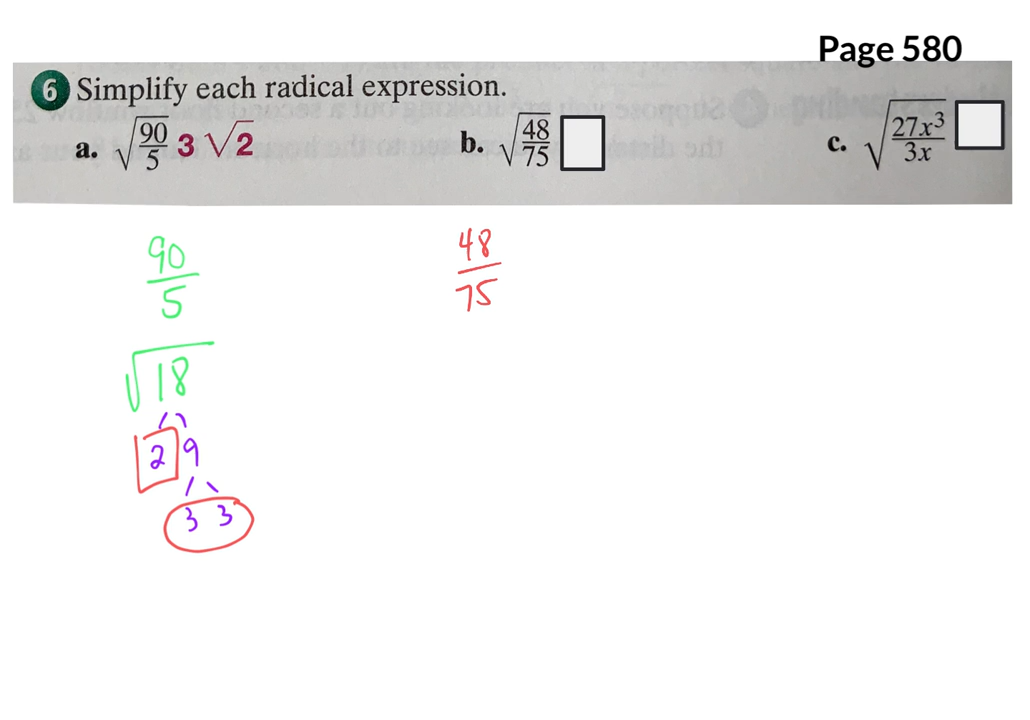 Page 580
6 Simplify each radical expression.
a. √(90/5) 3 √2
b. √(48/75)
c. √(27x³/3x)
90/5
48/75
√18
2 9
3 3